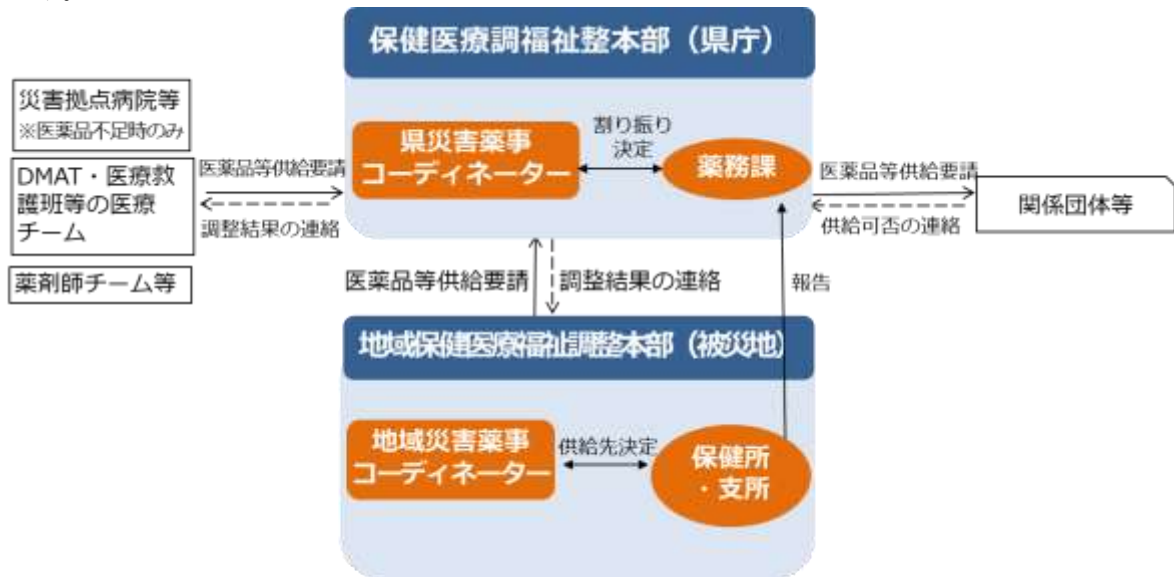 保健医療調福祉整本部（県庁）
災害拠点病院等
※医薬品不足時のみ
DMAT・医療救
護班等の医療
チーム
薬剤師チーム等
医薬品等供給要請
調整結果の連絡
県災害薬事
コーディネーター
割り振り
決定
薬務課
医薬品等供給要請
供給可否の連絡
関係団体等
医薬品等供給要請
調整結果の連絡
報告
地域保健医療福祉調整本部（被災地）
地域災害薬事
コーディネーター
供給先決定
保健所
・支所